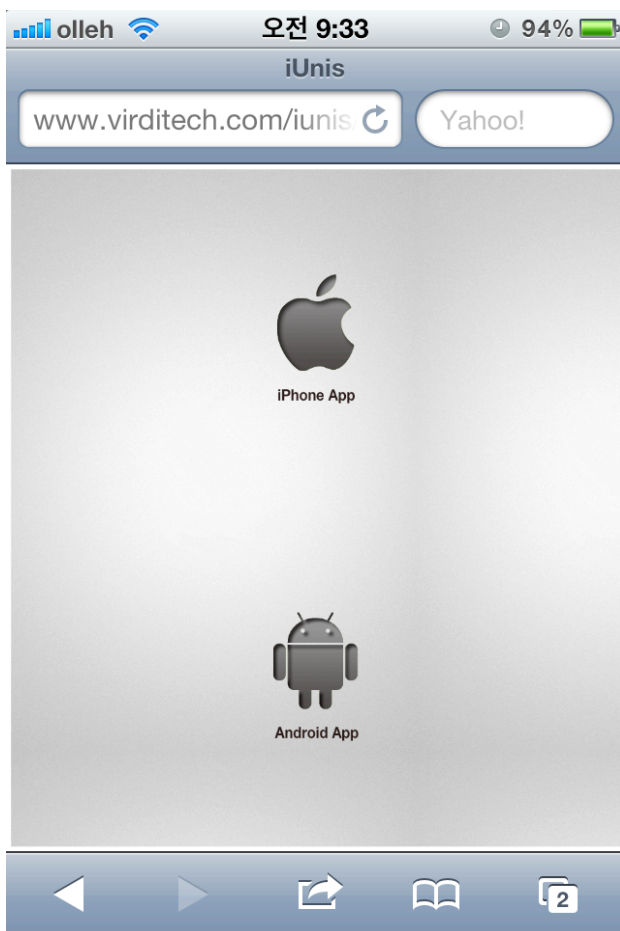 olleh 오전 9:33 94%
iUnis
www.virditech.com/iunis Yahoo!
iPhone App
Android App
2